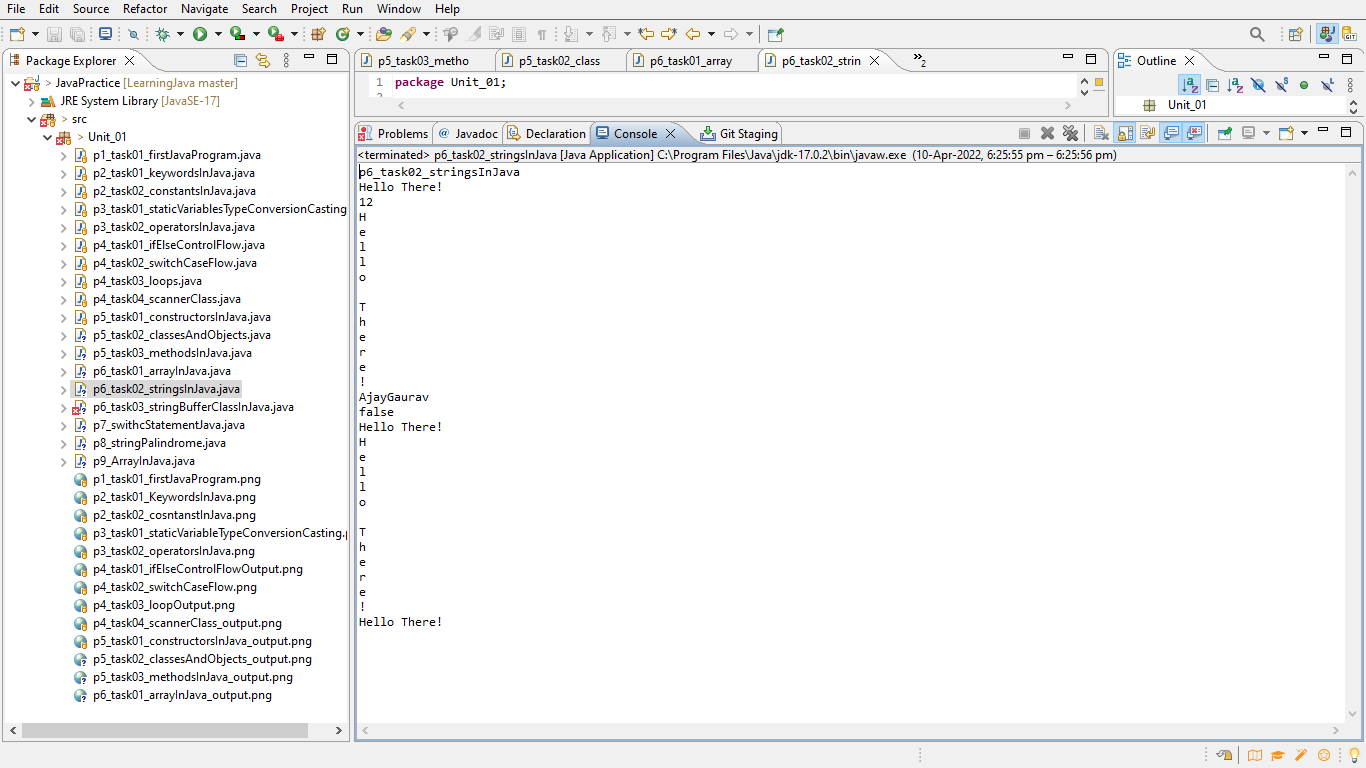 File Edit Source Refactor Navigate Search Project Run Window Help
Package Explorer
p5_task03_metho p5_task02_class p6_task01_array p6_task02_strin 2
Outline
JavaPractice [LearningJava master]
JRE System Library [JavaSE-17]
src
Unit_01
p1_task01_firstJavaProgram.java
p2_task01_keywordsInJava.java
p2_task02_constantsInJava.java
p3_task01_staticVariablesTypeConversionCasting
p3_task02_operatorsInJava.java
p4_task01_ifElseControlFlow.java
p4_task02_switchCaseFlow.java
p4_task03_loops.java
p4_task04_scannerClass.java
p5_task01_constructorsInJava.java
p5_task02_classesAndObjects.java
p5_task03_methodsInJava.java
p6_task01_arrayInJava.java
p6_task02_stringsInJava.java
p6_task03_stringBufferClassInJava.java
p7_swithcStatementJava.java
p8_stringPalindrome.java
p9_ArrayInJava.java
p1_task01_firstJavaProgram.png
p2_task01_KeywordsInJava.png
p2_task02_cosntanstInJava.png
p3_task01_staticVariableTypeConversionCasting.p
p3_task02_operatorsInJava.png
p4_task01_ifElseControlFlowOutput.png
p4_task02_switchCaseFlow.png
p4_task03_loopOutput.png
p4_task04_scannerClass_output.png
p5_task01_constructorsInJava_output.png
p5_task02_classesAndObjects_output.png
p5_task03_methodsInJava_output.png
p6_task01_arrayInJava_output.png
1 package Unit_01;
Unit_01
Problems @ Javadoc Declaration Console Git Staging
<terminated> p6_task02_stringsInJava [Java Application] C:\Program Files\Java\jdk-17.0.2\bin\javaw.exe (10-Apr-2022, 6:25:55 pm – 6:25:56 pm)
p6_task02_stringsInJava
Hello There!
12
H
e
l
l
o
T
h
e
r
e
!
AjayGaurav
false
Hello There!
H
e
l
l
o
T
h
e
r
e
!
Hello There!